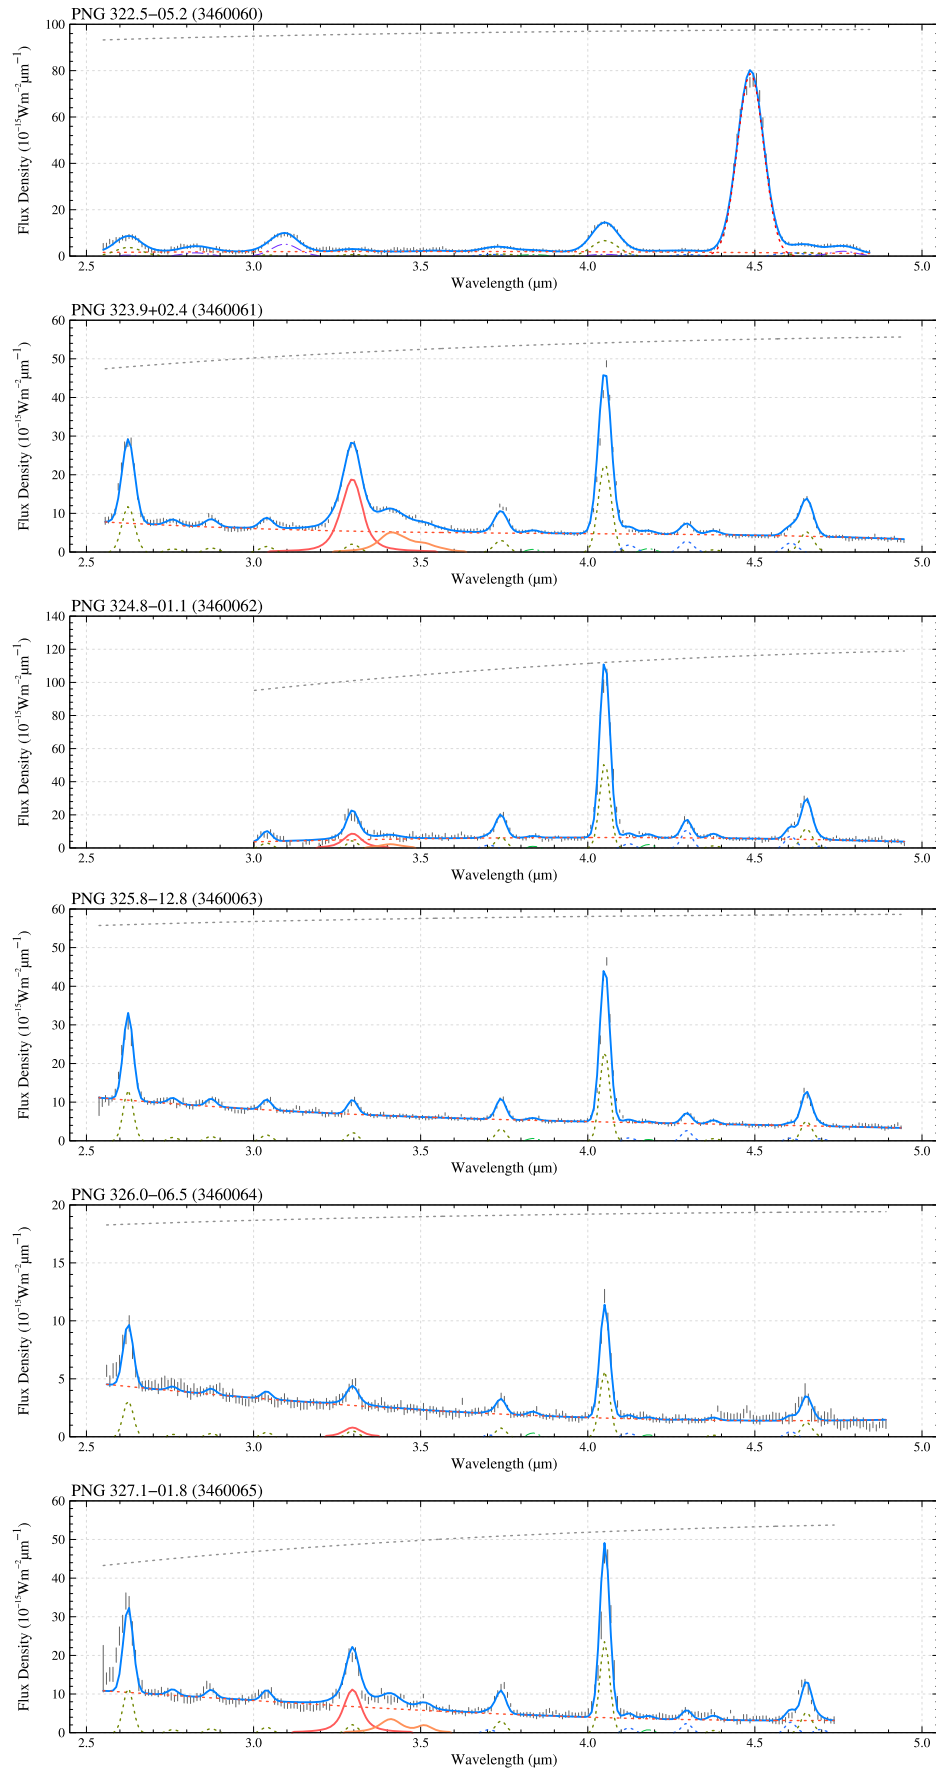 PNG 322.5−05.2 (3460060)
Flux Density (10⁻¹⁵Wm⁻²μm⁻¹)
100
80
60
40
20
0
2.5 3.0 3.5 4.0 4.5 5.0
Wavelength (μm)
PNG 323.9+02.4 (3460061)
Flux Density (10⁻¹⁵Wm⁻²μm⁻¹)
60
50
40
30
20
10
0
2.5 3.0 3.5 4.0 4.5 5.0
Wavelength (μm)
PNG 324.8−01.1 (3460062)
Flux Density (10⁻¹⁵Wm⁻²μm⁻¹)
140
120
100
80
60
40
20
0
2.5 3.0 3.5 4.0 4.5 5.0
Wavelength (μm)
PNG 325.8−12.8 (3460063)
Flux Density (10⁻¹⁵Wm⁻²μm⁻¹)
60
50
40
30
20
10
0
2.5 3.0 3.5 4.0 4.5 5.0
Wavelength (μm)
PNG 326.0−06.5 (3460064)
Flux Density (10⁻¹⁵Wm⁻²μm⁻¹)
20
15
10
5
0
2.5 3.0 3.5 4.0 4.5 5.0
Wavelength (μm)
PNG 327.1−01.8 (3460065)
Flux Density (10⁻¹⁵Wm⁻²μm⁻¹)
60
50
40
30
20
10
0
2.5 3.0 3.5 4.0 4.5 5.0
Wavelength (μm)